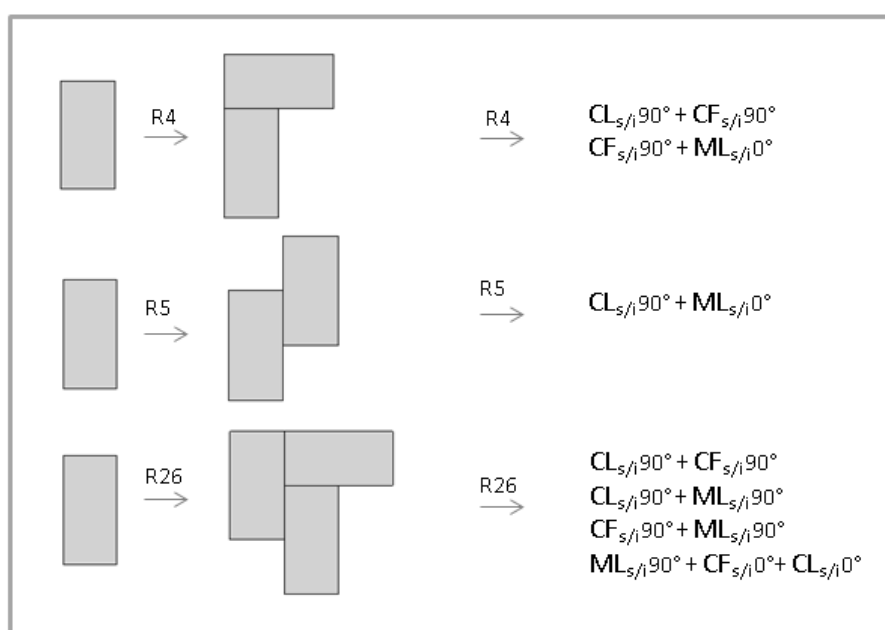 R4
R4
CLs/i90° + CFs/i90°
CFs/i90° + MLs/i0°
R5
R5
CLs/i90° + MLs/i0°
R26
R26
CLs/i90° + CFs/i90°
CLs/i90° + MLs/i90°
CFs/i90° + MLs/i90°
MLs/i90° + CFs/i0°+ CLs/i0°